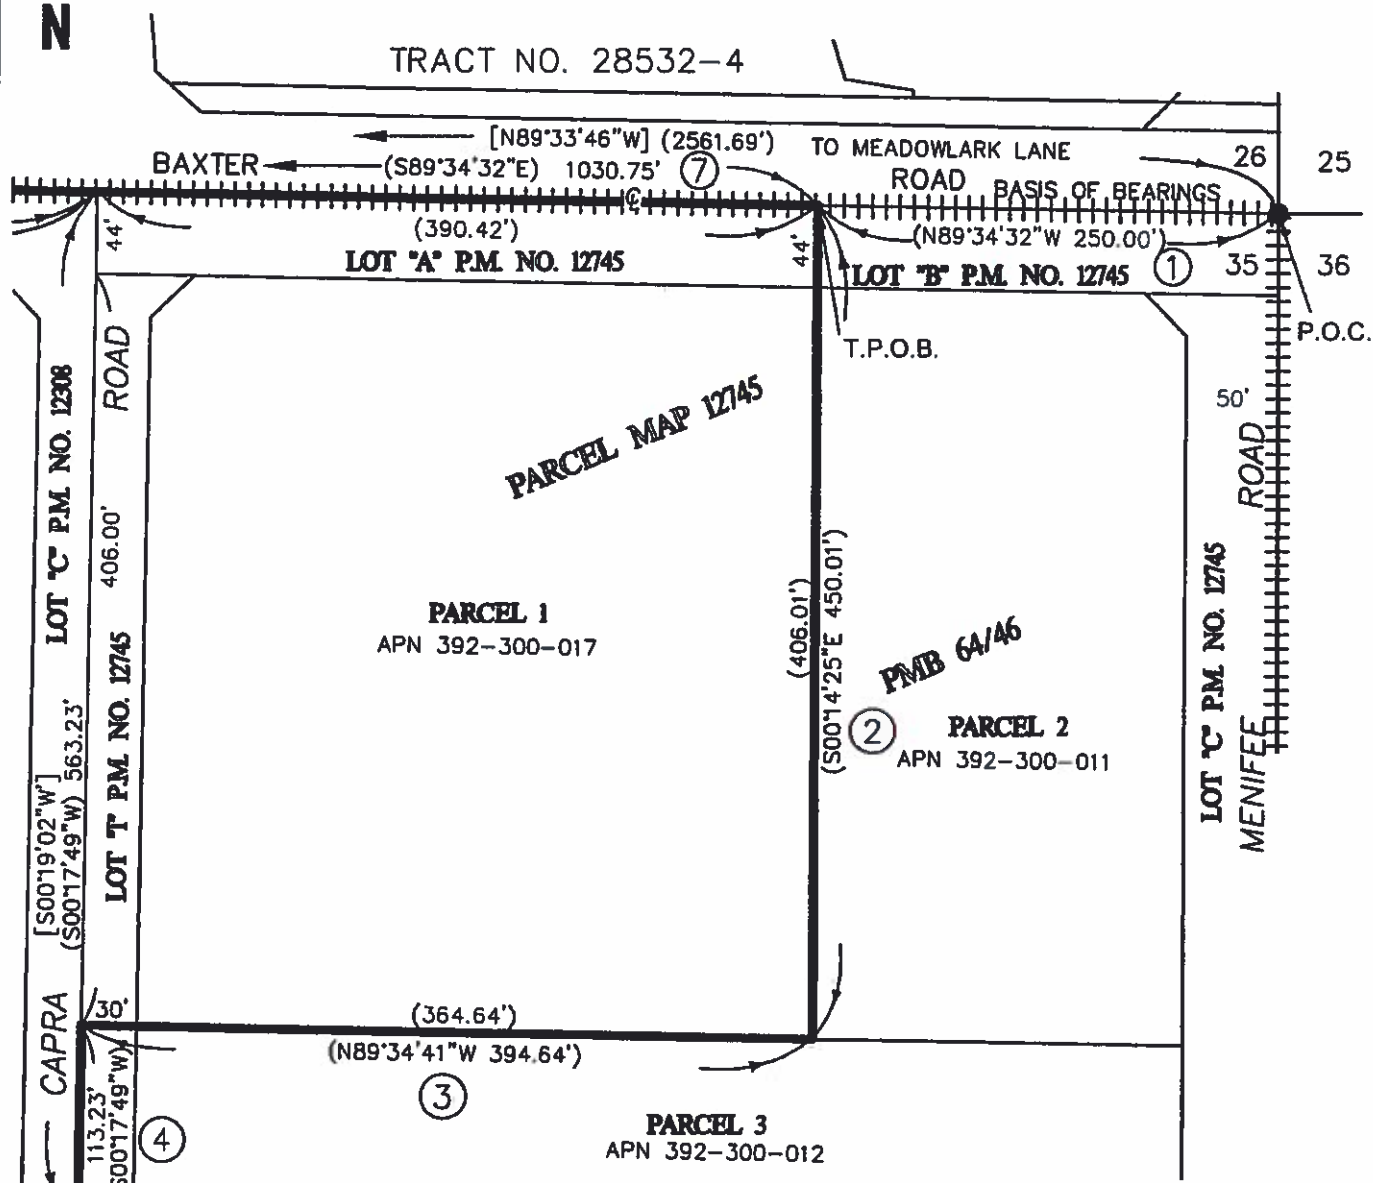 N
TRACT NO. 28532-4
[N89°33'46"W] (2561.69')
TO MEADOWLARK LANE
26
25
BAXTER
(S89°34'32"E) 1030.75'
7
ROAD
BASIS OF BEARINGS
℄
44'
(390.42')
44'
(N89°34'32"W 250.00')
LOT "A" P.M. NO. 12745
LOT "B" P.M. NO. 12745
1
35
36
P.O.C.
T.P.O.B.
ROAD
LOT "C" P.M. NO. 12308
PARCEL MAP 12745
50'
ROAD
406.00'
PARCEL 1
APN 392-300-017
(406.01')
(S00°14'25"E 450.01')
PMB 64/46
2
PARCEL 2
APN 392-300-011
LOT "C" P.M. NO. 12745
MENIFEE
LOT "I" P.M. NO. 12745
[S00°19'02"W]
(S00°17'49"W) 563.23'
CAPRA
30'
(364.64')
(N89°34'41"W 394.64')
3
113.23'
S00°17'49"W)
4
PARCEL 3
APN 392-300-012